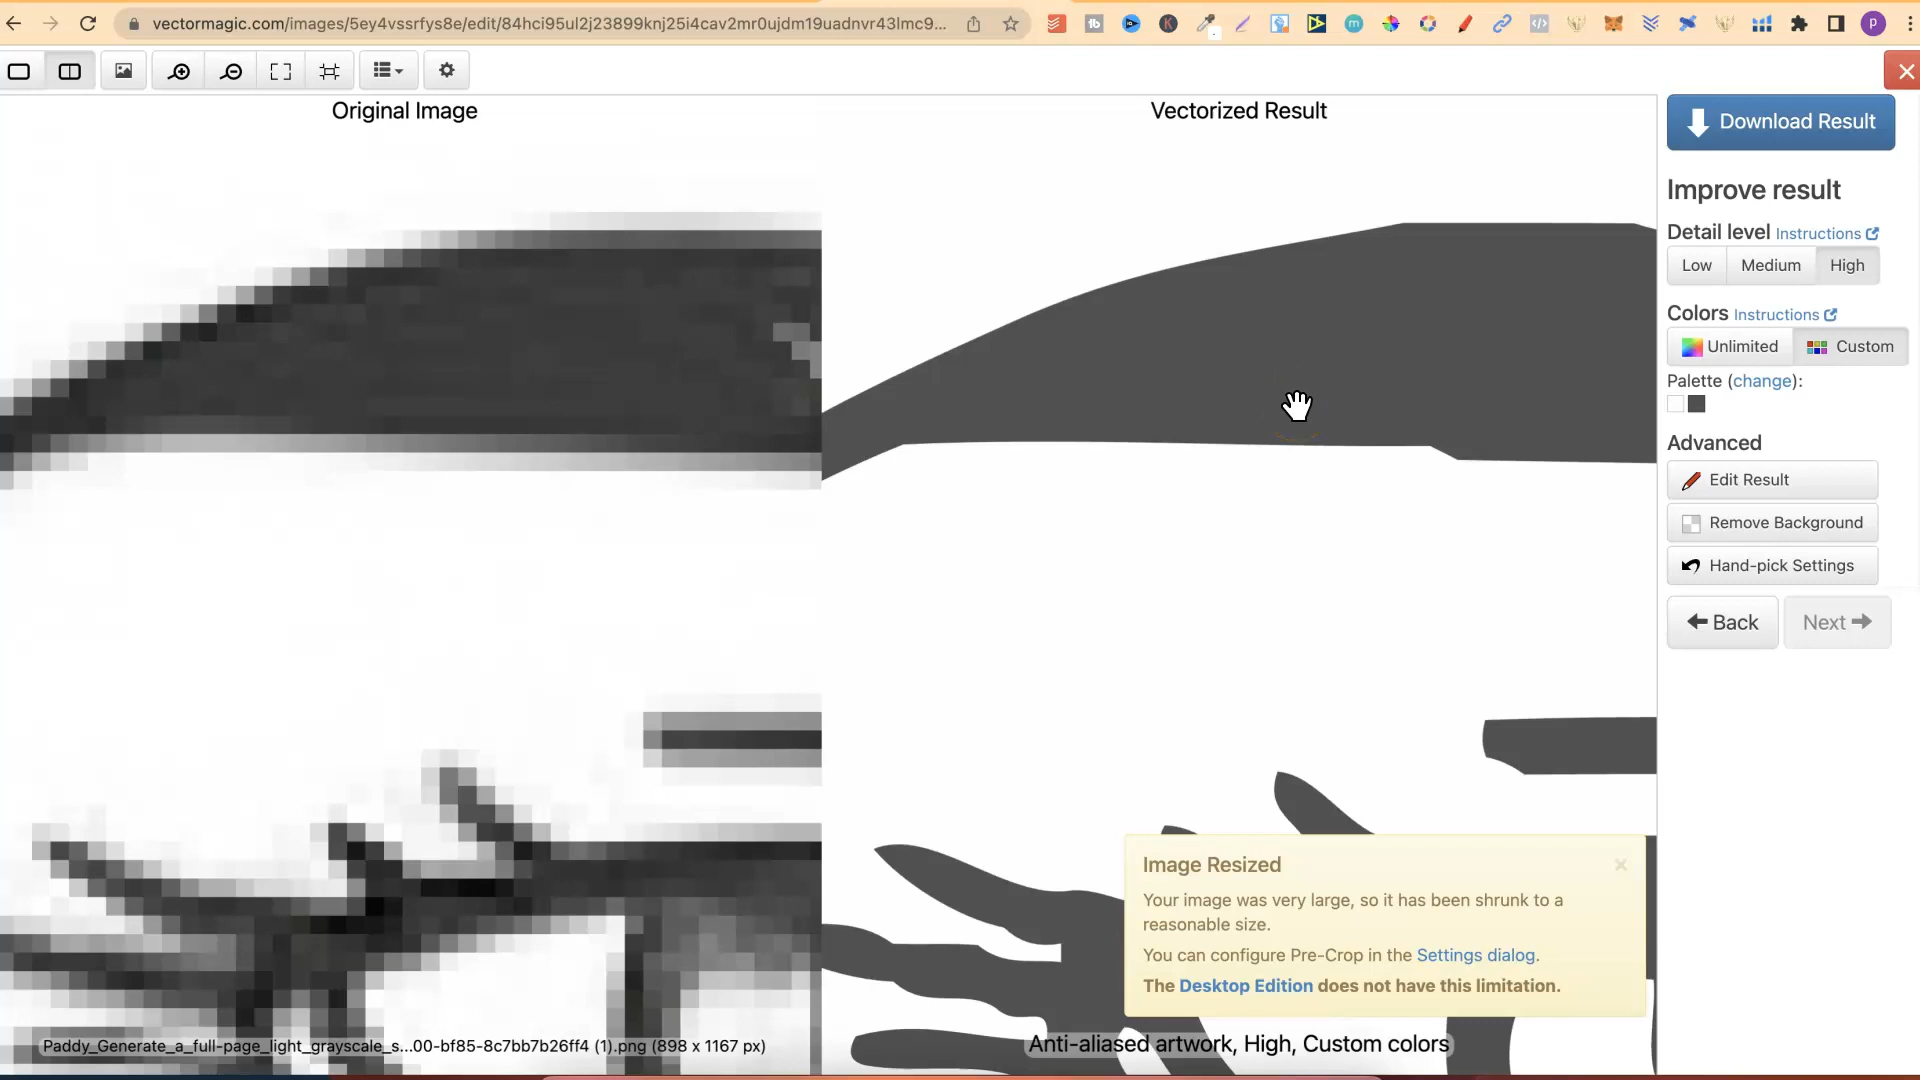 vectormagic.com/images/5ey4vssrfys8e/edit/84hci95ul2j23899knj25i4cav2mr0ujdm19uadnvr43lmc9...
Original Image
Vectorized Result
Download Result
Improve result
Detail level Instructions
Low Medium High
Colors Instructions
Unlimited Custom
Palette (change):
Advanced
Edit Result
Remove Background
Hand-pick Settings
Back Next
Image Resized
Your image was very large, so it has been shrunk to a
reasonable size.
You can configure Pre-Crop in the Settings dialog.
The Desktop Edition does not have this limitation.
Paddy_Generate_a_full-page_light_grayscale_s...00-bf85-8c7bb7b26ff4 (1).png (898 x 1167 px)
Anti-aliased artwork, High, Custom colors